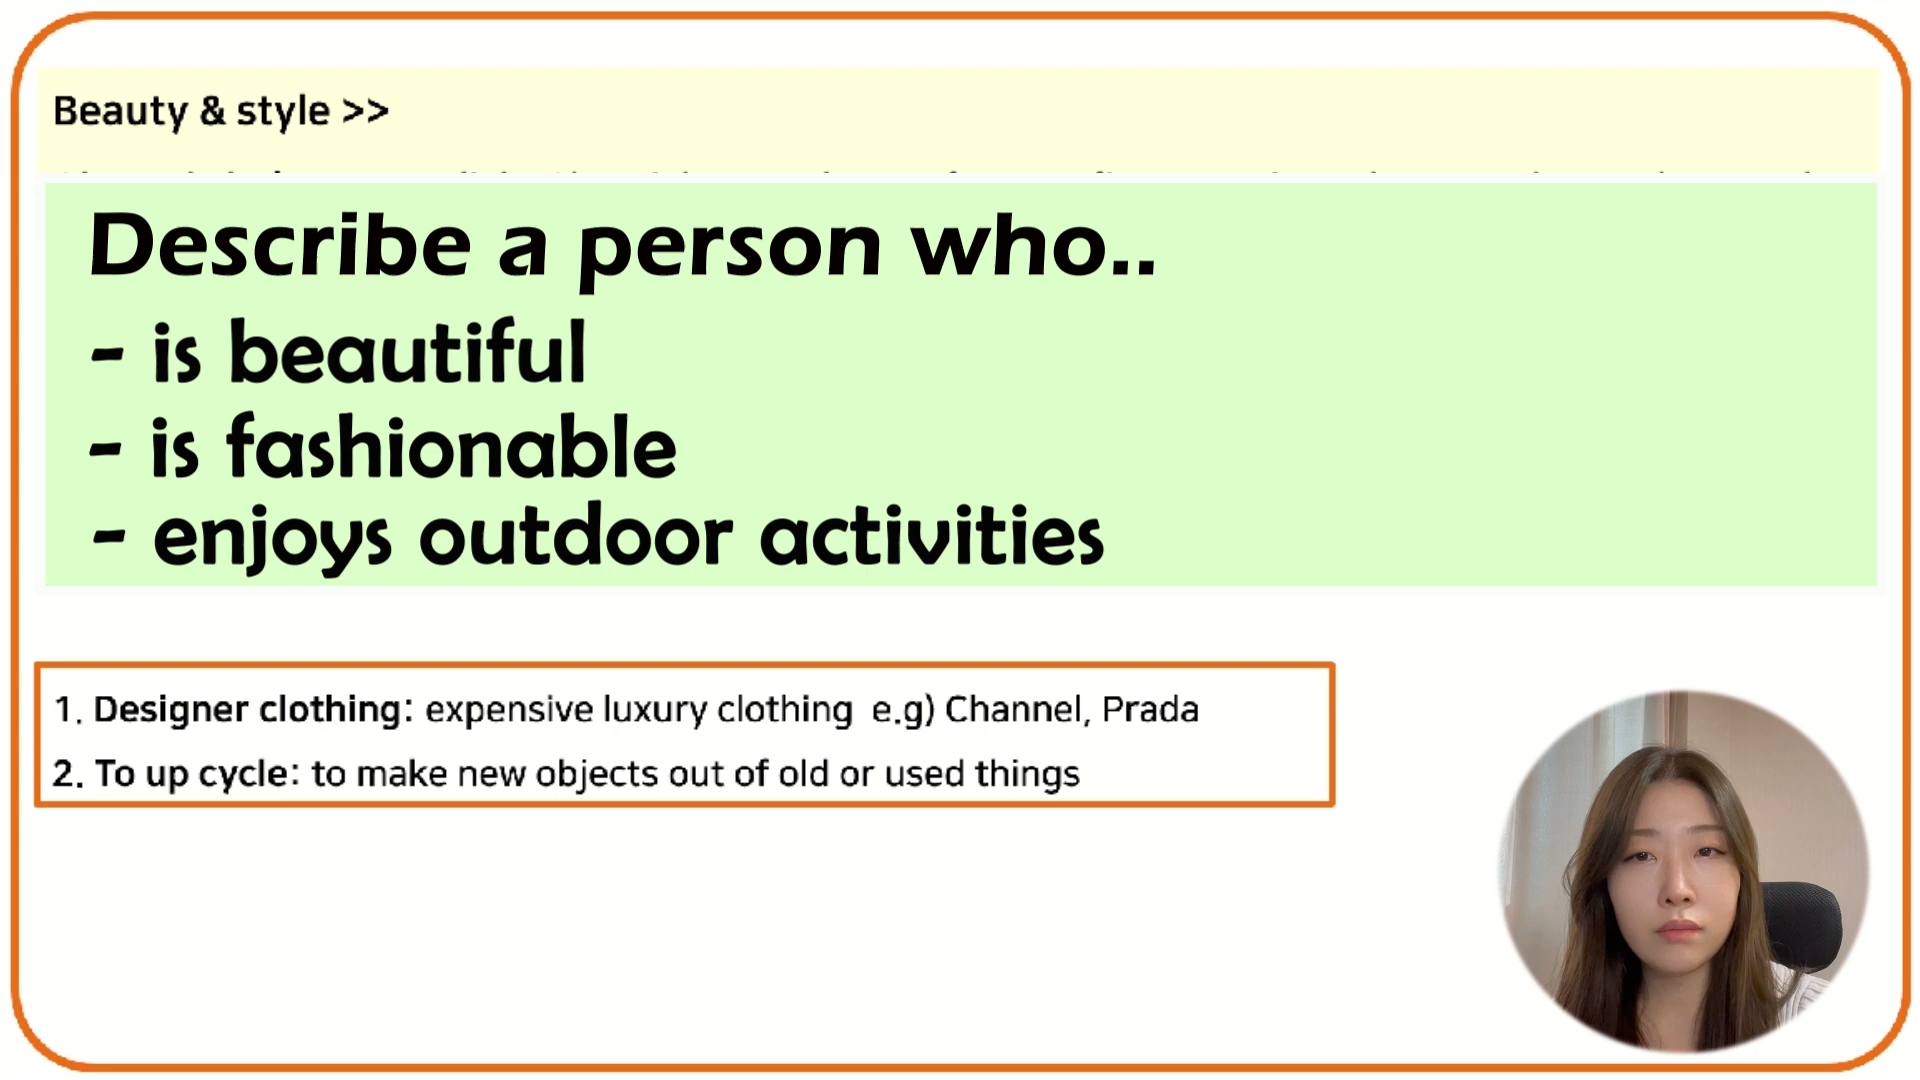 Beauty & style >>
Describe a person who..
- is beautiful
- is fashionable
- enjoys outdoor activities
1. Designer clothing: expensive luxury clothing e.g) Channel, Prada
2. To up cycle: to make new objects out of old or used things